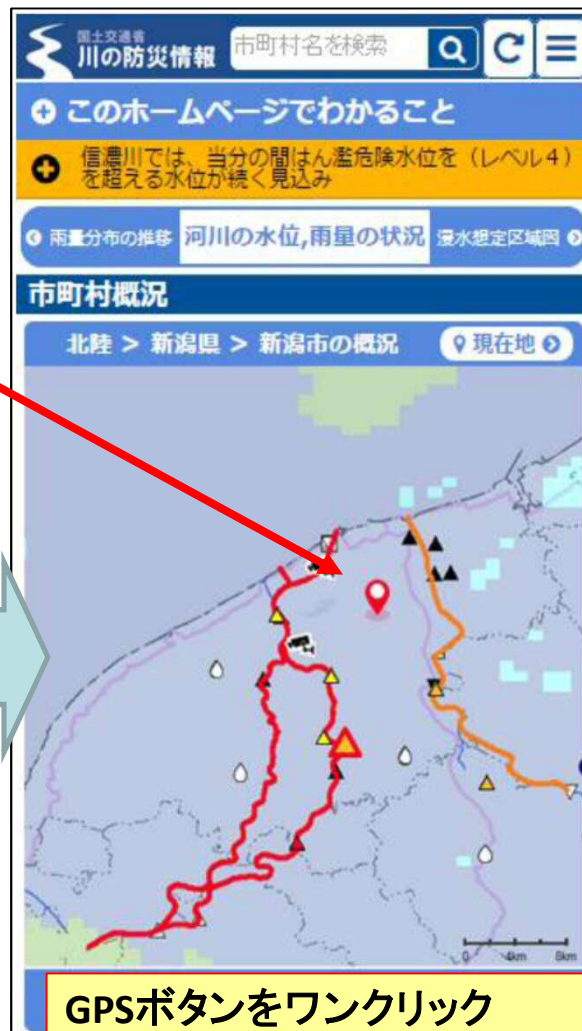 国土交通省
川の防災情報
市町村名を検索
このホームページでわかること
信濃川では、当分の間はん濫危険水位を（レベル４）
を超える水位が続く見込み
雨量分布の推移 河川の水位,雨量の状況 浸水想定区域図
市町村概況
北陸 > 新潟県 > 新潟市の概況 現在地
0 4km 8km
GPSボタンをワンクリック